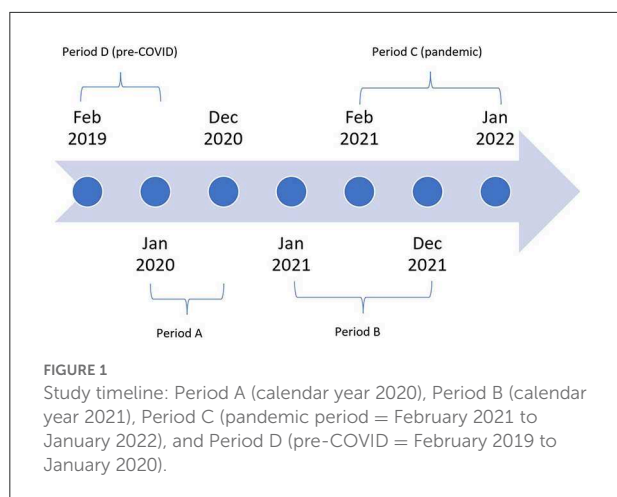 Period D (pre-COVID)
Period C (pandemic)
Feb
2019
Dec
2020
Feb
2021
Jan
2022
Jan
2020
Jan
2021
Dec
2021
Period A
Period B
FIGURE 1
Study timeline: Period A (calendar year 2020), Period B (calendar
year 2021), Period C (pandemic period = February 2021 to
January 2022), and Period D (pre-COVID = February 2019 to
January 2020).